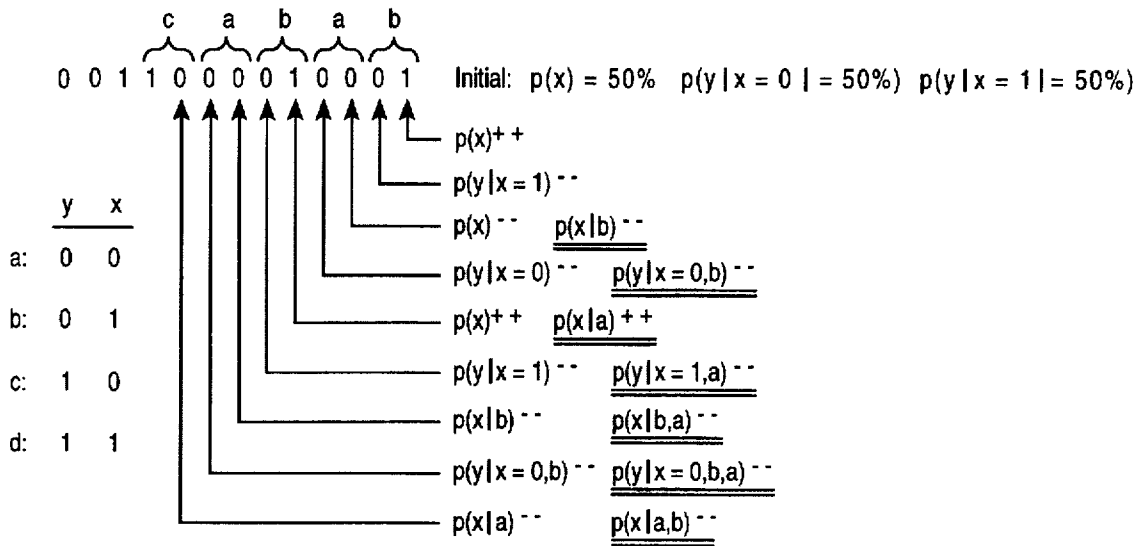 c a b a b
0 0 1 1 0 0 0 0 1 0 0 0 1 Initial: p(x) = 50% p(y|x = 0|= 50%) p(y|x = 1|= 50%)
p(x)++
p(y|x = 1)--
y x
p(x)-- p(x|b)--
a: 0 0
p(y|x = 0)-- p(y|x = 0,b)--
b: 0 1
p(x)++ p(x|a)++
c: 1 0
p(y|x = 1)-- p(y|x = 1,a)--
p(x|b)-- p(x|b,a)--
d: 1 1
p(y|x = 0,b)-- p(y|x = 0,b,a)--
p(x|a)-- p(x|a,b)--